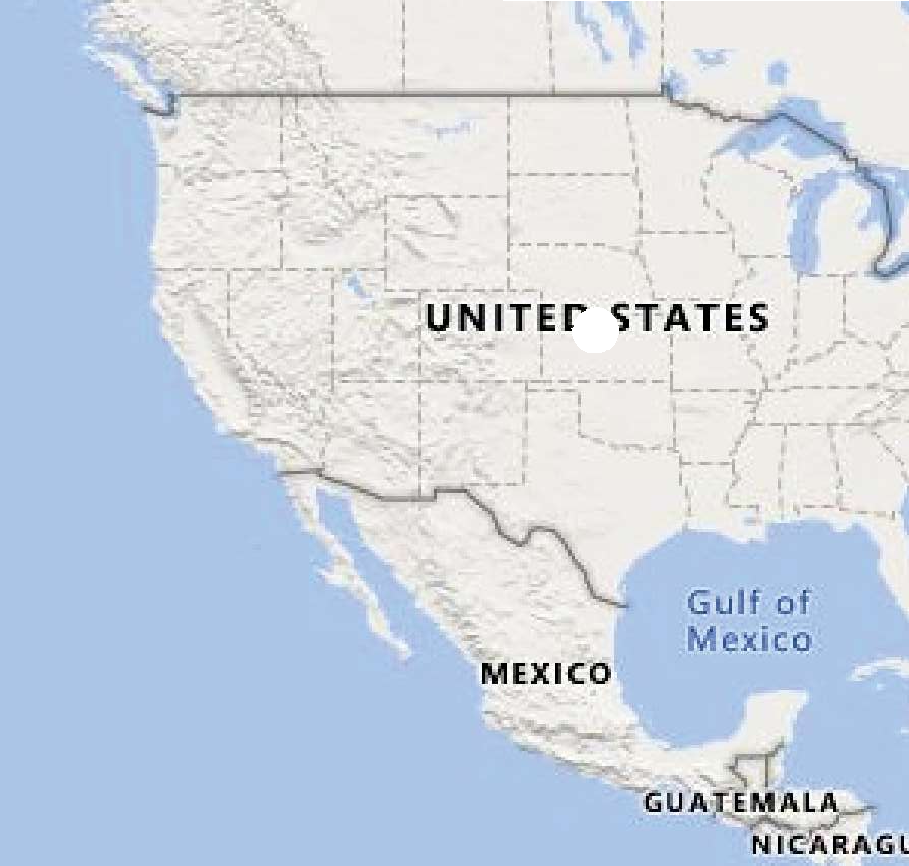 UNITED STATES
Gulf of
Mexico
MEXICO
GUATEMALA
NICARAGU